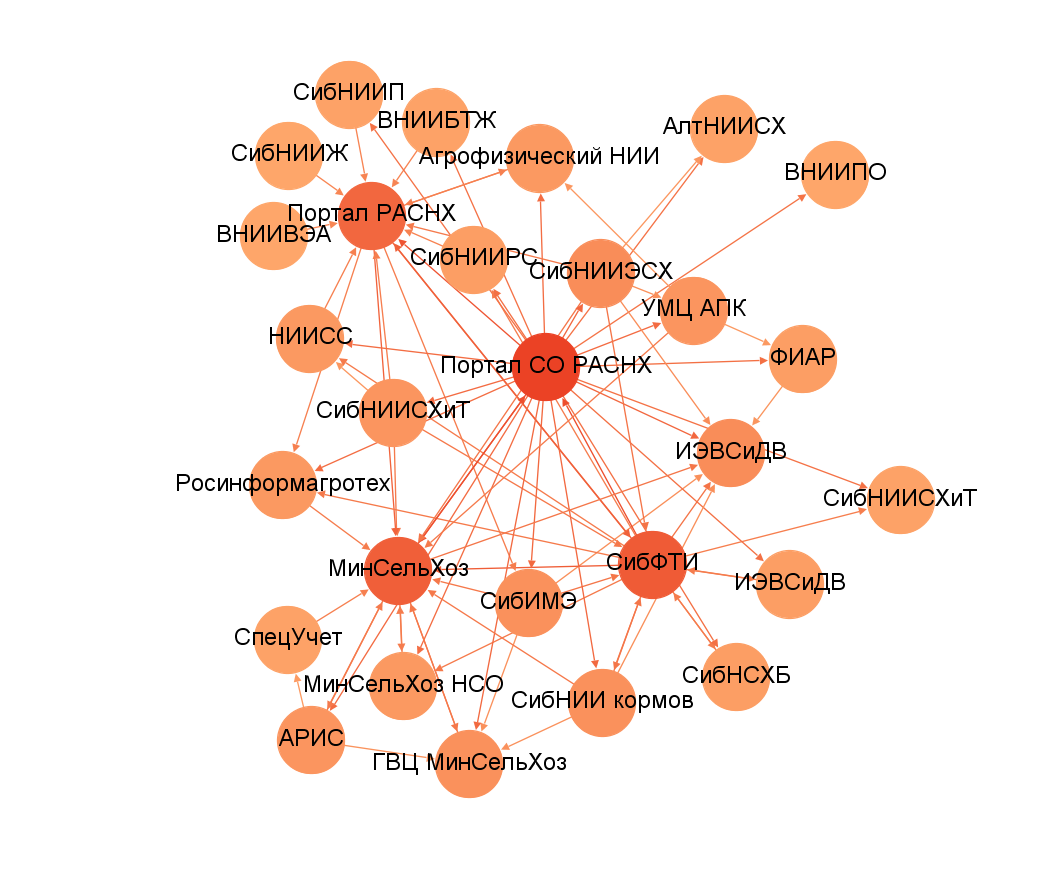 СибНИИП
ВНИИБТЖ
АлтНИИСХ
СибНИИЖ
Агрофизический НИИ
ВНИИПО
Портал РАСНХ
ВНИИВЭА
СибНИИРС
СибНИИЭСХ
УМЦ АПК
НИИСС
ФИАР
Портал СО РАСНХ
СибНИИСХиТ
ИЭВСиДВ
Росинформагротех
СибНИИСХиТ
МинСельХоз
СибФТИ
ИЭВСиДВ
СибИМЭ
СпецУчет
СибНСХБ
МинСельХоз НСО
СибНИИ кормов
АРИС
ГВЦ МинСельХоз